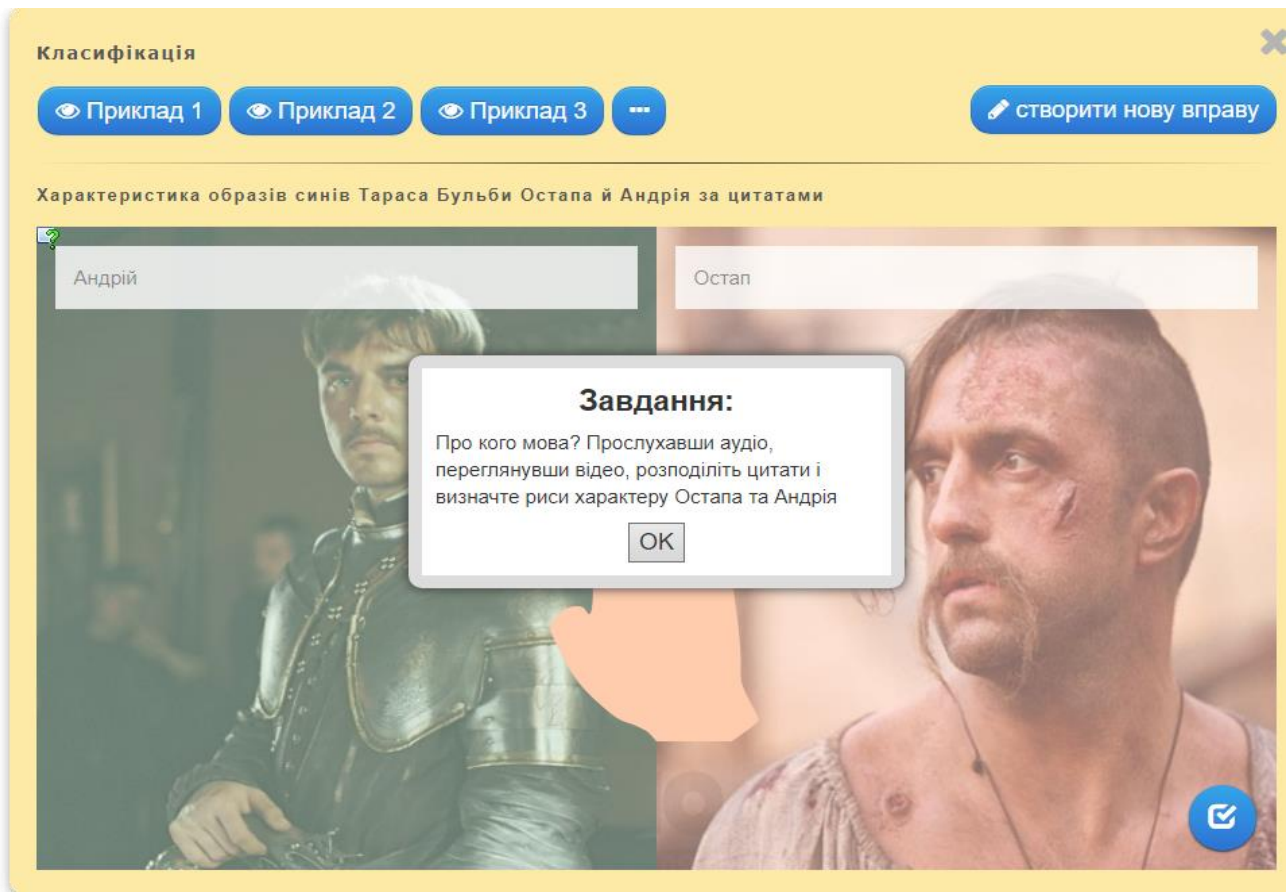 Класифікація
Приклад 1 Приклад 2 Приклад 3 створити нову вправу
Характеристика образів синів Тараса Бульби Остапа й Андрія за цитатами
Андрій Остап
Завдання:
Про кого мова? Прослухавши аудіо,
переглянувши відео, розподіліть цитати і
визначте риси характеру Остапа та Андрія
OK